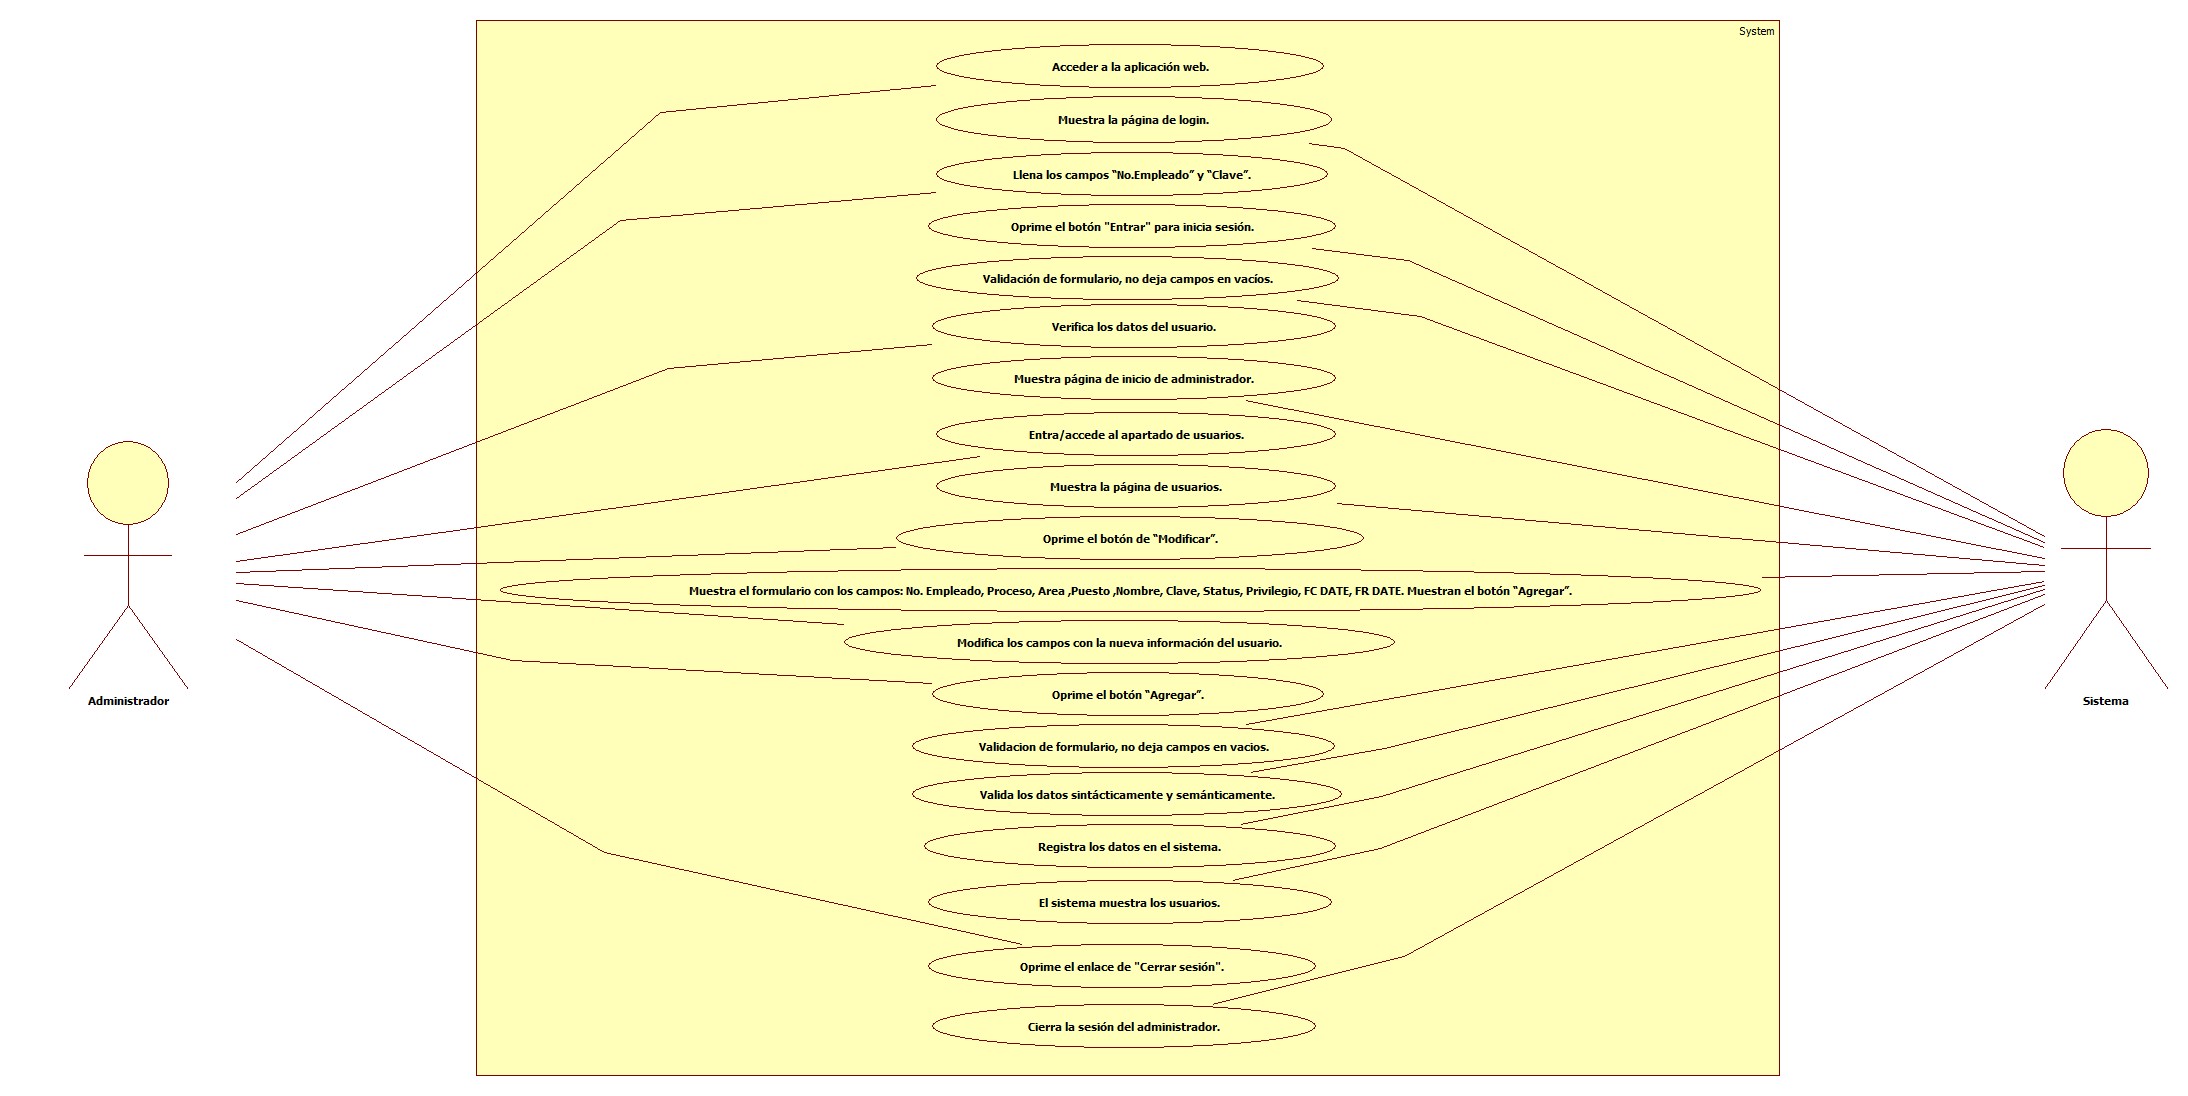 System
Acceder a la aplicación web.
Muestra la página de login.
Llena los campos “No.Empleado” y “Clave”.
Oprime el botón "Entrar" para inicia sesión.
Validación de formulario, no deja campos en vacíos.
Verifica los datos del usuario.
Muestra página de inicio de administrador.
Entra/accede al apartado de usuarios.
Muestra la página de usuarios.
Oprime el botón de “Modificar”.
Muestra el formulario con los campos: No. Empleado, Proceso, Area ,Puesto ,Nombre, Clave, Status, Privilegio, FC DATE, FR DATE. Muestran el botón “Agregar”.
Modifica los campos con la nueva información del usuario.
Oprime el botón “Agregar”.
Validacion de formulario, no deja campos en vacios.
Valida los datos sintácticamente y semánticamente.
Registra los datos en el sistema.
El sistema muestra los usuarios.
Oprime el enlace de "Cerrar sesión".
Cierra la sesión del administrador.
Administrador
Sistema